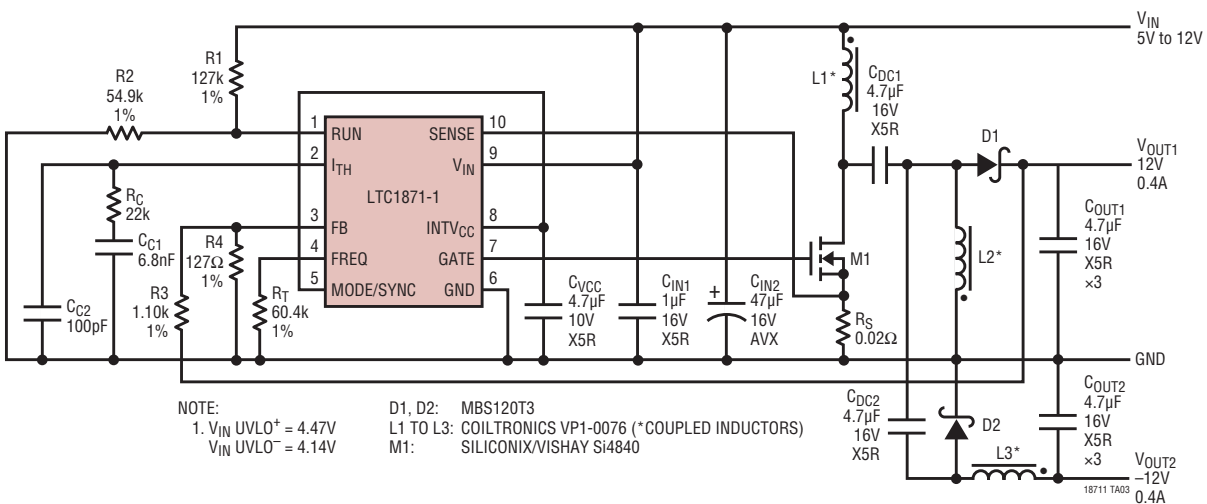 VIN
5V to 12V
R1
127k
1%
R2
54.9k
1%
L1*
CDC1
4.7µF
16V
X5R
1
RUN
SENSE
10
2
ITH
VIN
9
LTC1871-1
3
FB
INTVCC
8
4
FREQ
GATE
7
5
MODE/SYNC
GND
6
D1
VOUT1
12V
0.4A
RC
22k
CC1
6.8nF
R4
127Ω
1%
R3
1.10k
1%
CC2
100pF
RT
60.4k
1%
CVCC
4.7µF
10V
X5R
CIN1
1µF
16V
X5R
+
CIN2
47µF
16V
AVX
M1
RS
0.02Ω
L2*
COUT1
4.7µF
16V
X5R
×3
GND
CDC2
4.7µF
16V
X5R
D2
L3*
COUT2
4.7µF
16V
X5R
×3
VOUT2
–12V
0.4A
NOTE:
1. VIN UVLO+ = 4.47V
VIN UVLO– = 4.14V
D1, D2: MBS120T3
L1 TO L3: COILTRONICS VP1-0076 (*COUPLED INDUCTORS)
M1: SILICONIX/VISHAY Si4840
18711 TA03